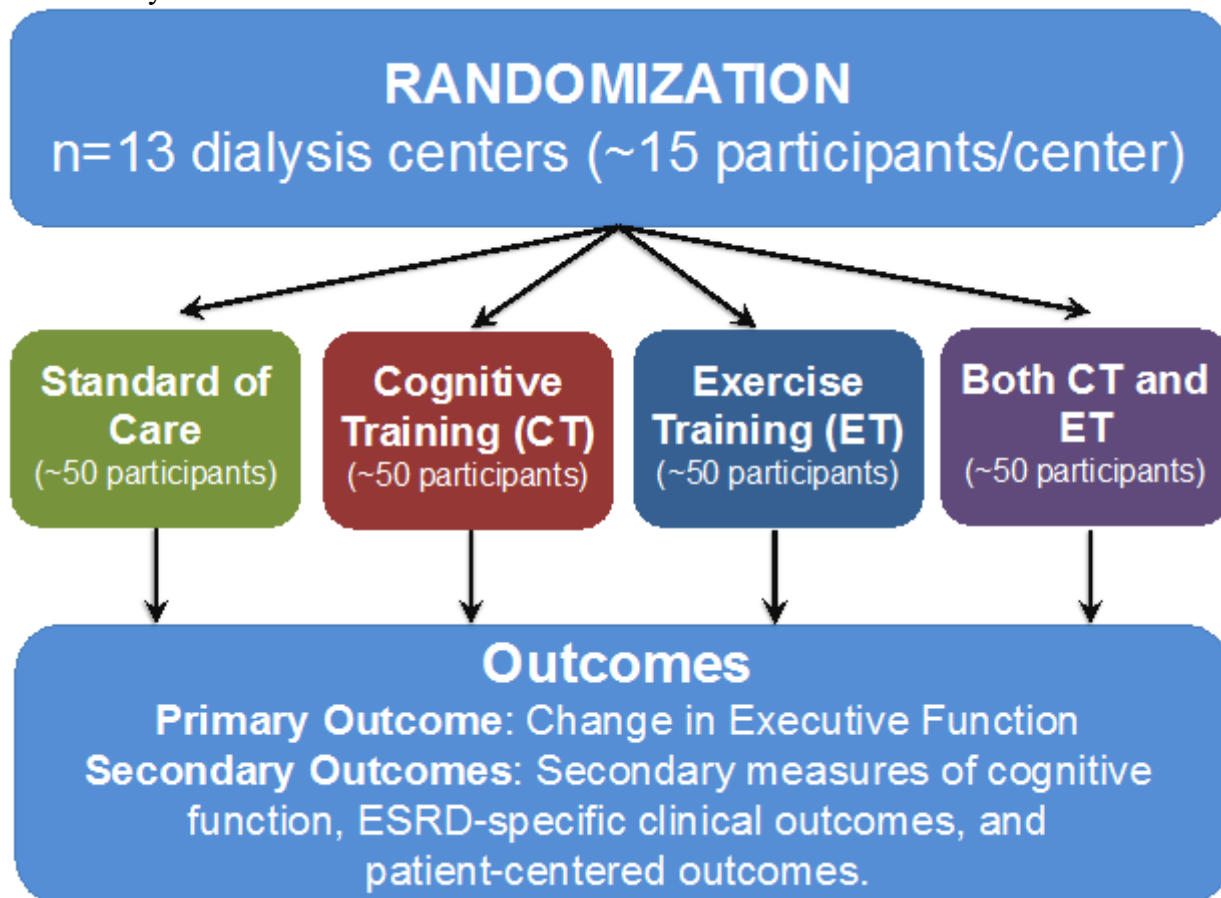 RANDOMIZATION
n=13 dialysis centers (~15 participants/center)
Standard of
Care
(~50 participants)
Cognitive
Training (CT)
(~50 participants)
Exercise
Training (ET)
(~50 participants)
Both CT and
ET
(~50 participants)
Outcomes
Primary Outcome: Change in Executive Function
Secondary Outcomes: Secondary measures of cognitive
function, ESRD-specific clinical outcomes, and
patient-centered outcomes.